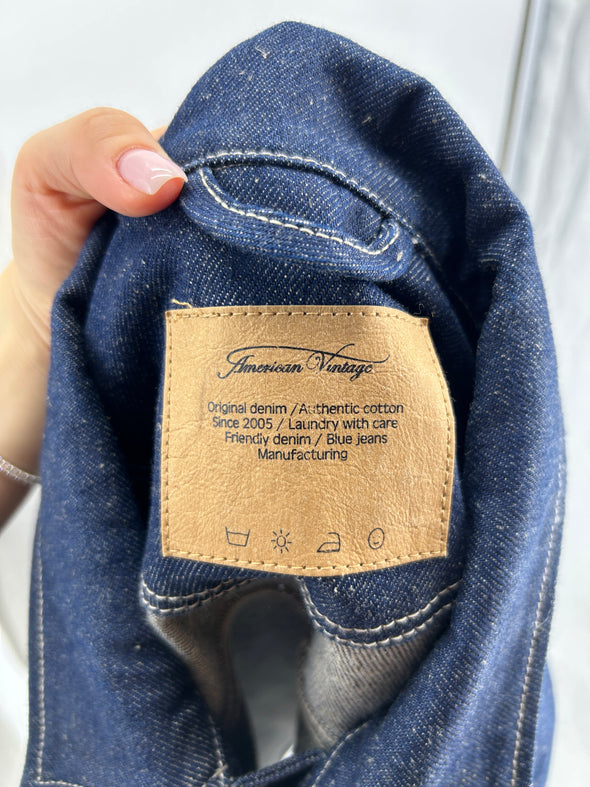 American Vintage
Original denim / Authentic cotton
Since 2005 / Laundry with care
Friendly denim / Blue jeans
Manufacturing